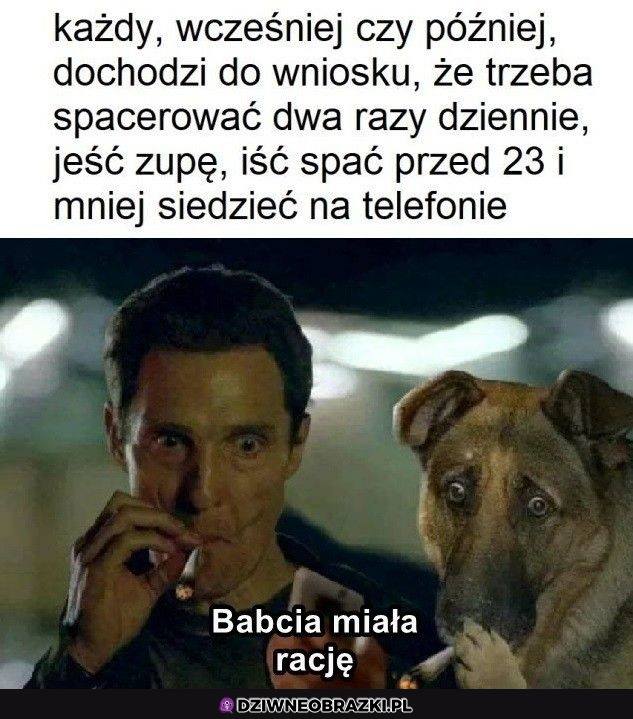 każdy, wcześniej czy później,
dochodzi do wniosku, że trzeba
spacerować dwa razy dziennie,
jeść zupę, iść spać przed 23 i
mniej siedzieć na telefonie
Babcia miała
rację
DZIWNEOBRAZKI.PL